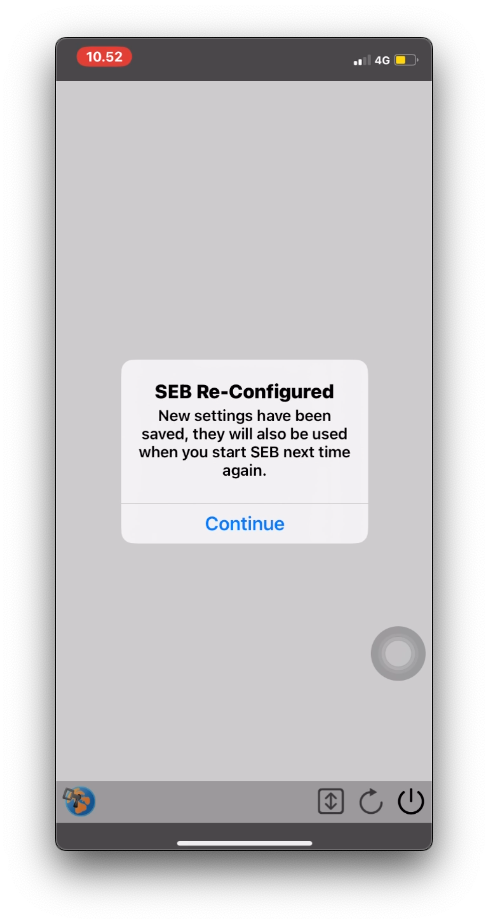 10.52
4G
SEB Re-Configured
New settings have been
saved, they will also be used
when you start SEB next time
again.
Continue